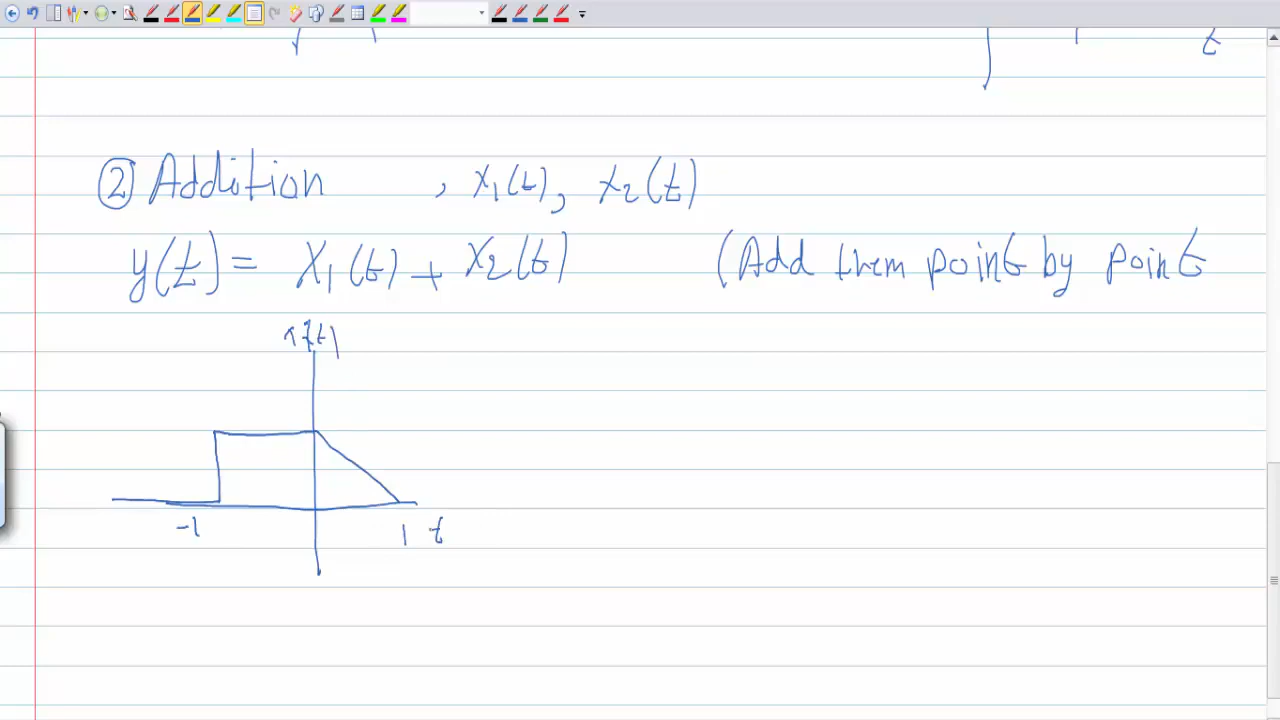 t
② Addition , x1(t), x2(t)
y(t) = x1(t) + x2(t) (Add them point by point
-1 1 t